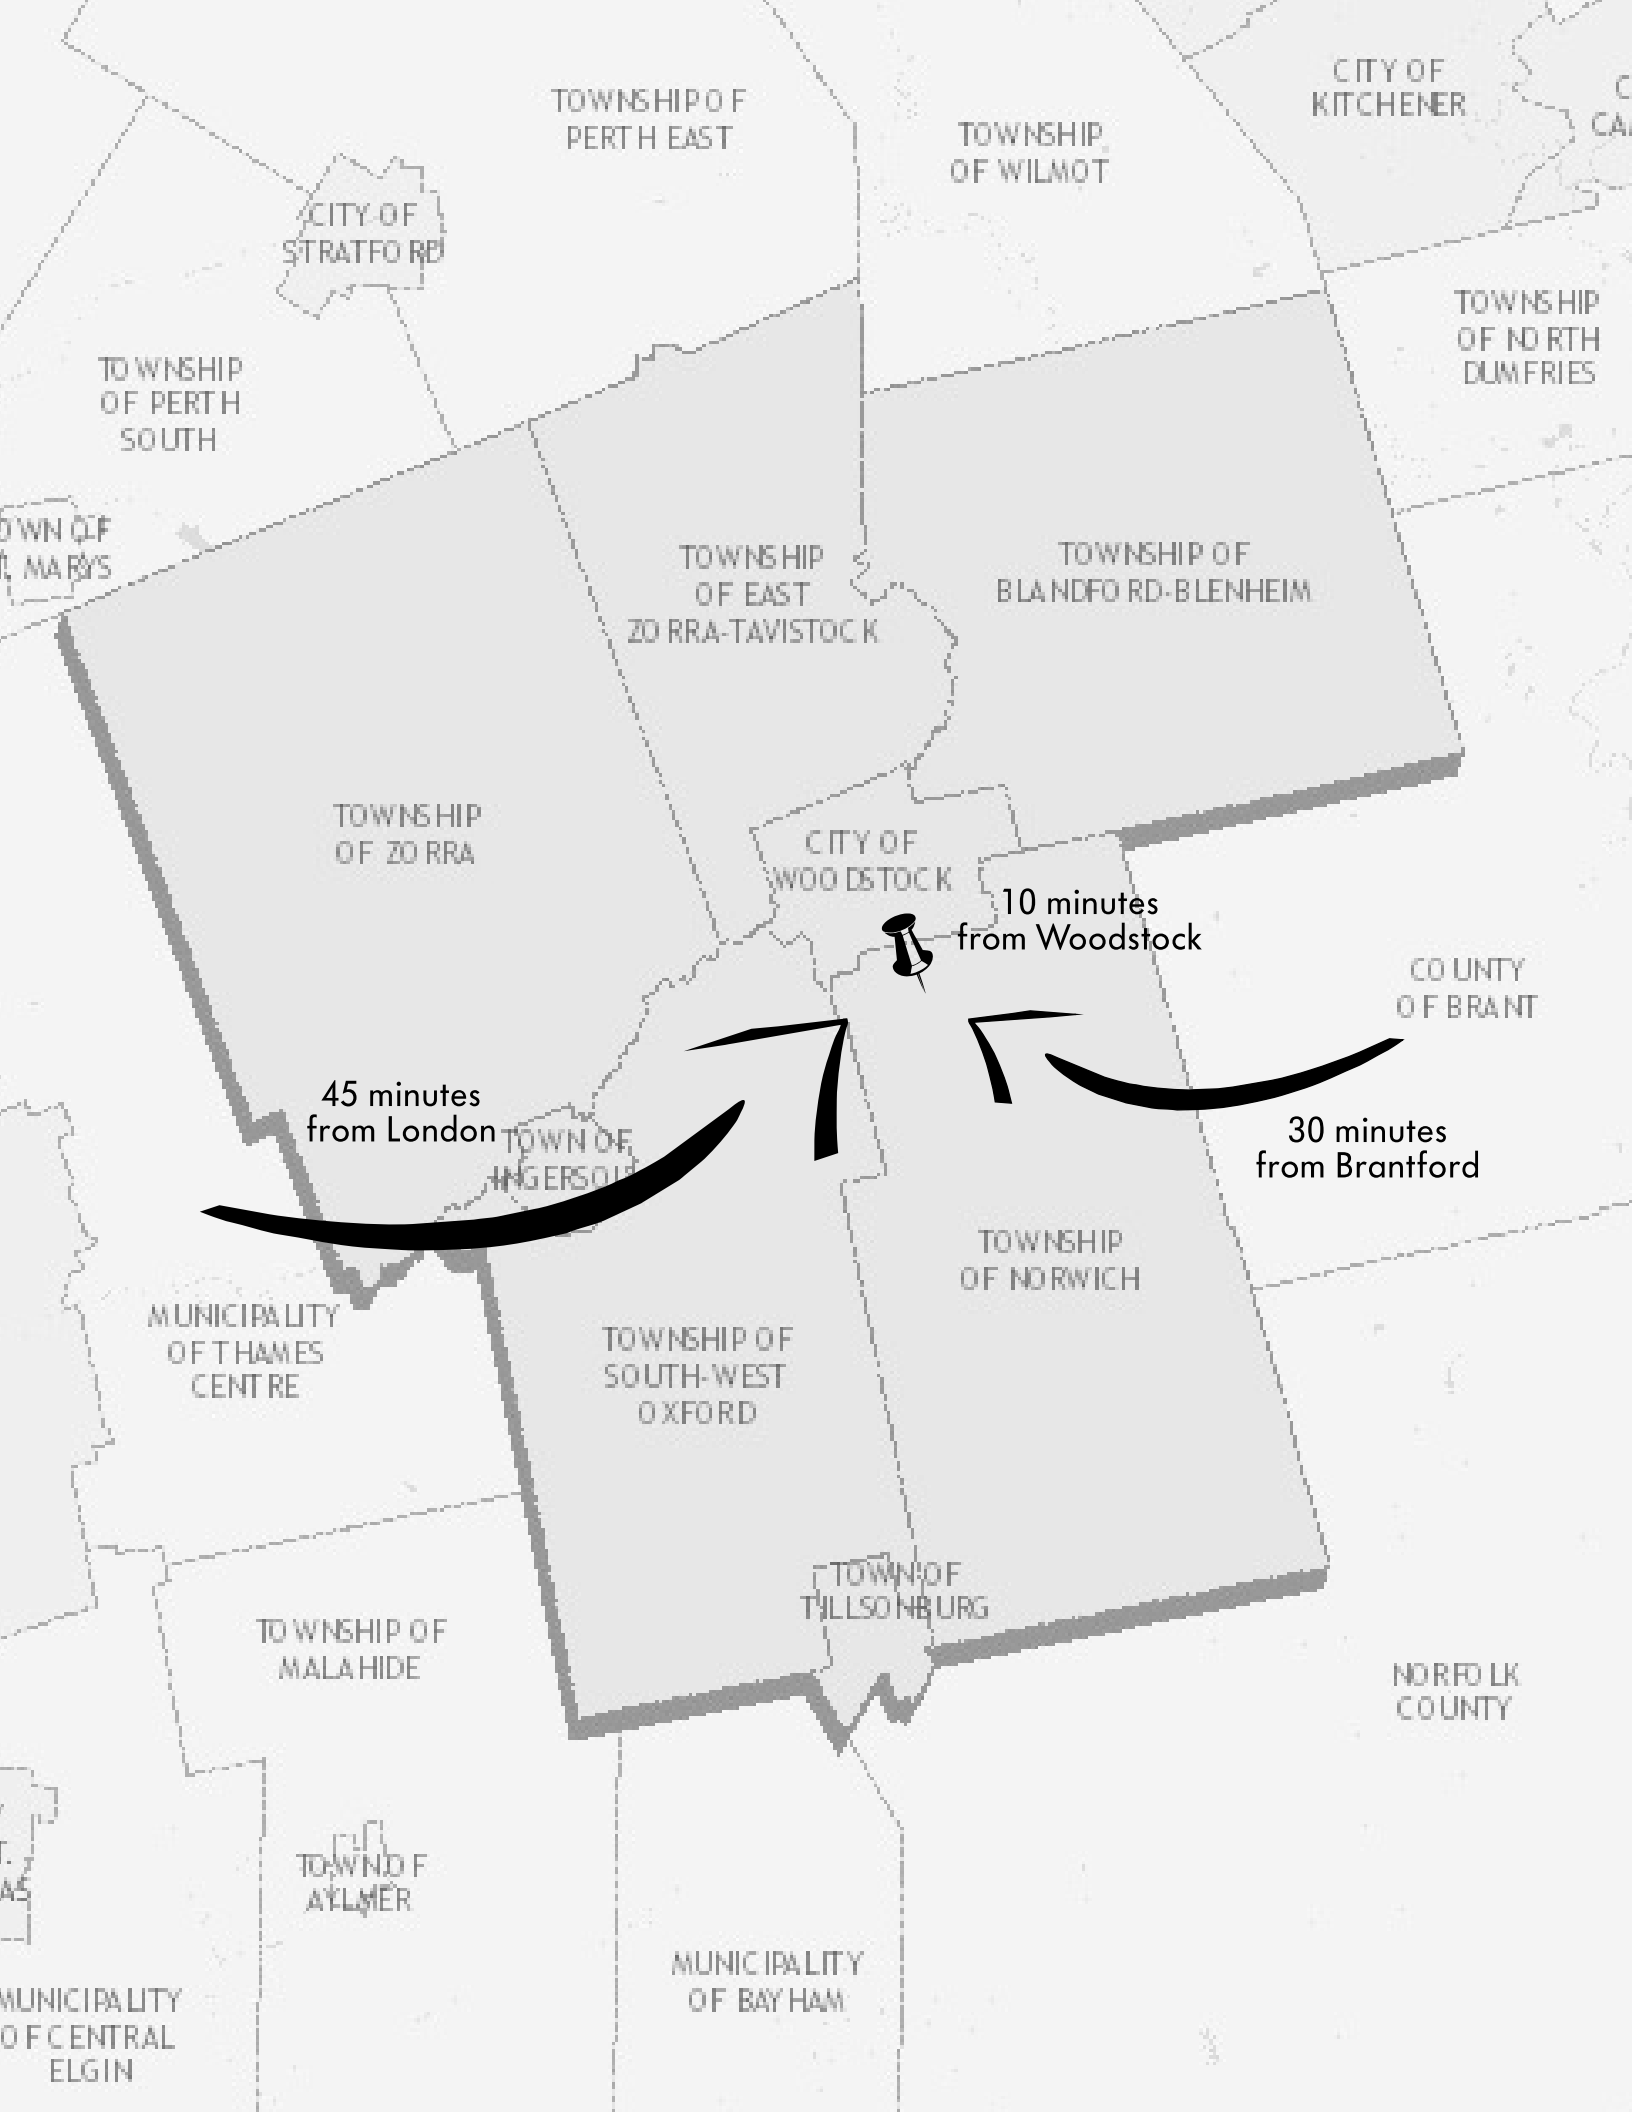 TOWNSHIP OF
PERTH EAST
CITY OF
KITCHENER
TOWNSHIP
OF WILMOT
CITY OF
STRATFORD
TOWNSHIP
OF NORTH
DUMFRIES
TOWNSHIP
OF PERTH
SOUTH
MARYS
TOWNSHIP
OF EAST
ZORRA-TAVISTOCK
TOWNSHIP OF
BLANDFORD-BLENHEIM
TOWNSHIP
OF ZORRA
CITY OF
WOODSTOCK
10 minutes
from Woodstock
COUNTY
OF BRANT
45 minutes
from London
TOWN OF
INGERSOLL
30 minutes
from Brantford
TOWNSHIP
OF NORWICH
MUNICIPALITY
OF THAMES
CENTRE
TOWNSHIP OF
SOUTH-WEST
OXFORD
TOWN OF
TILLSONBURG
TOWNSHIP OF
MALAHIDE
NORFOLK
COUNTY
TOWN OF
AYLMER
MUNICIPALITY
OF BAYHAM
MUNICIPALITY
OF CENTRAL
ELGIN